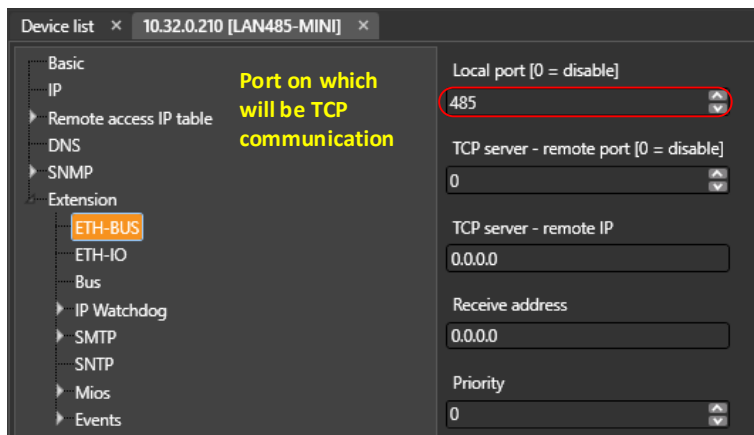 Device list × 10.32.0.210 [LAN485-MINI] ×
Basic
IP
Remote access IP table
DNS
SNMP
Extension
ETH-BUS
ETH-IO
Bus
IP Watchdog
SMTP
SNTP
Mios
Events
Port on which
will be TCP
communication
Local port [0 = disable]
485
TCP server - remote port [0 = disable]
0
TCP server - remote IP
0.0.0.0
Receive address
0.0.0.0
Priority
0